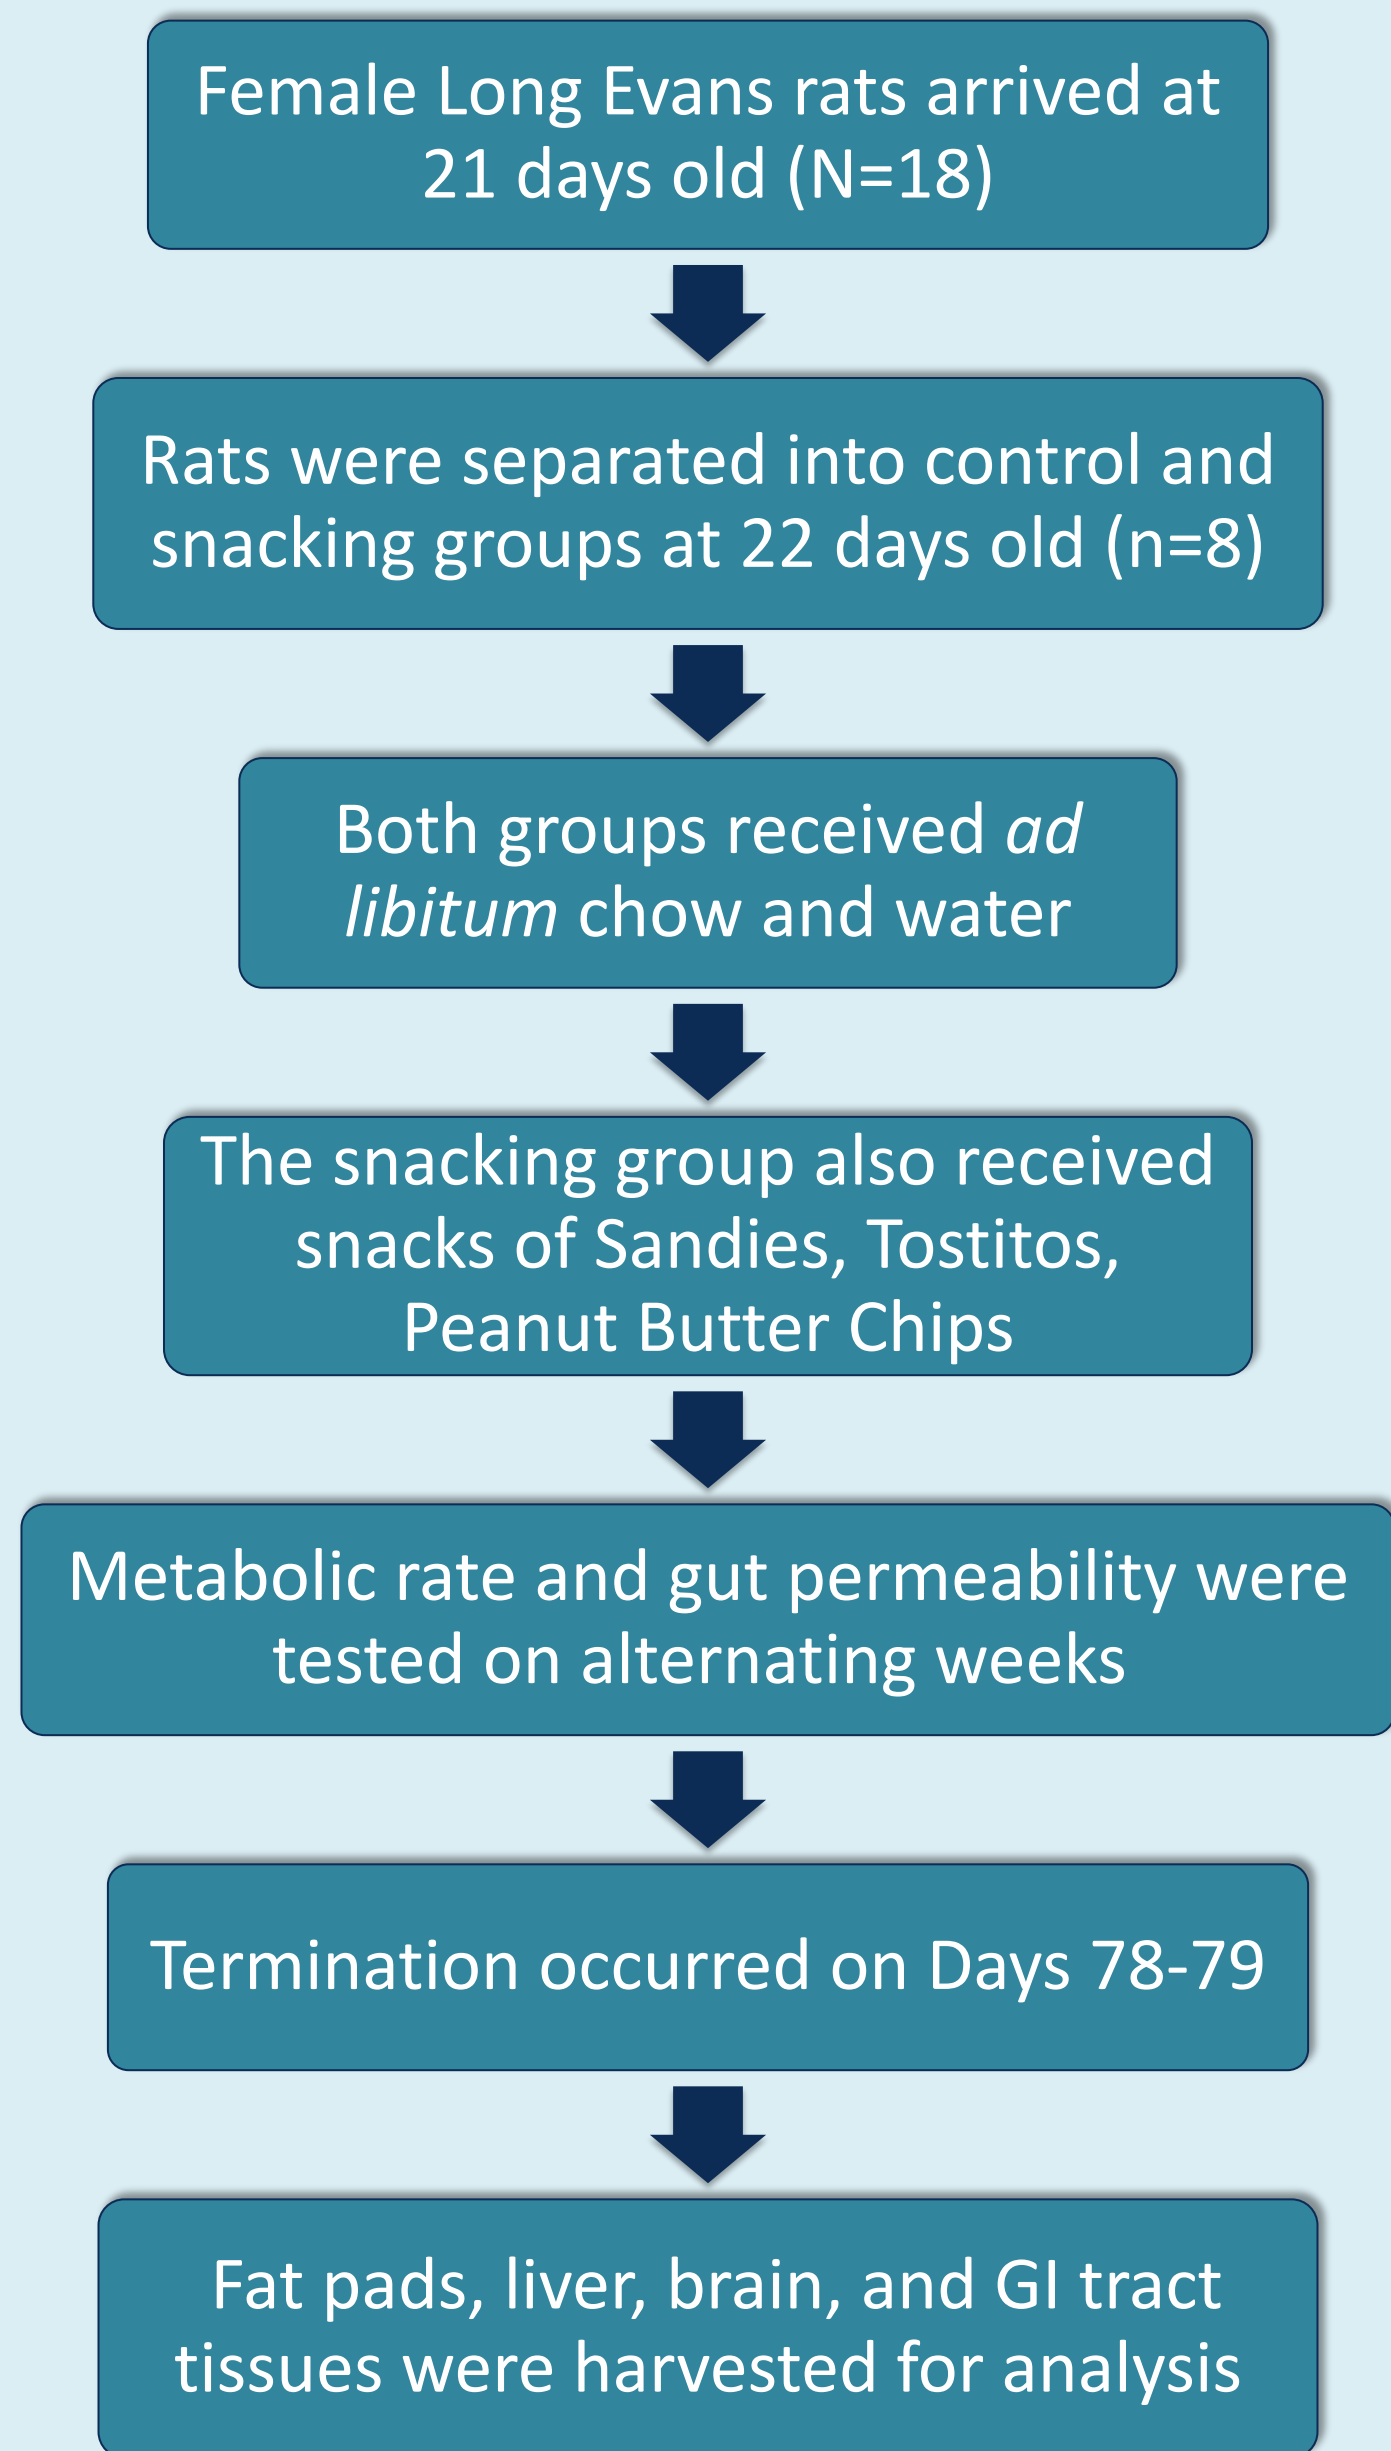 Female Long Evans rats arrived at
21 days old (N=18)
Rats were separated into control and
snacking groups at 22 days old (n=8)
Both groups received ad
libitum chow and water
The snacking group also received
snacks of Sandies, Tostitos,
Peanut Butter Chips
Metabolic rate and gut permeability were
tested on alternating weeks
Termination occurred on Days 78-79
Fat pads, liver, brain, and GI tract
tissues were harvested for analysis